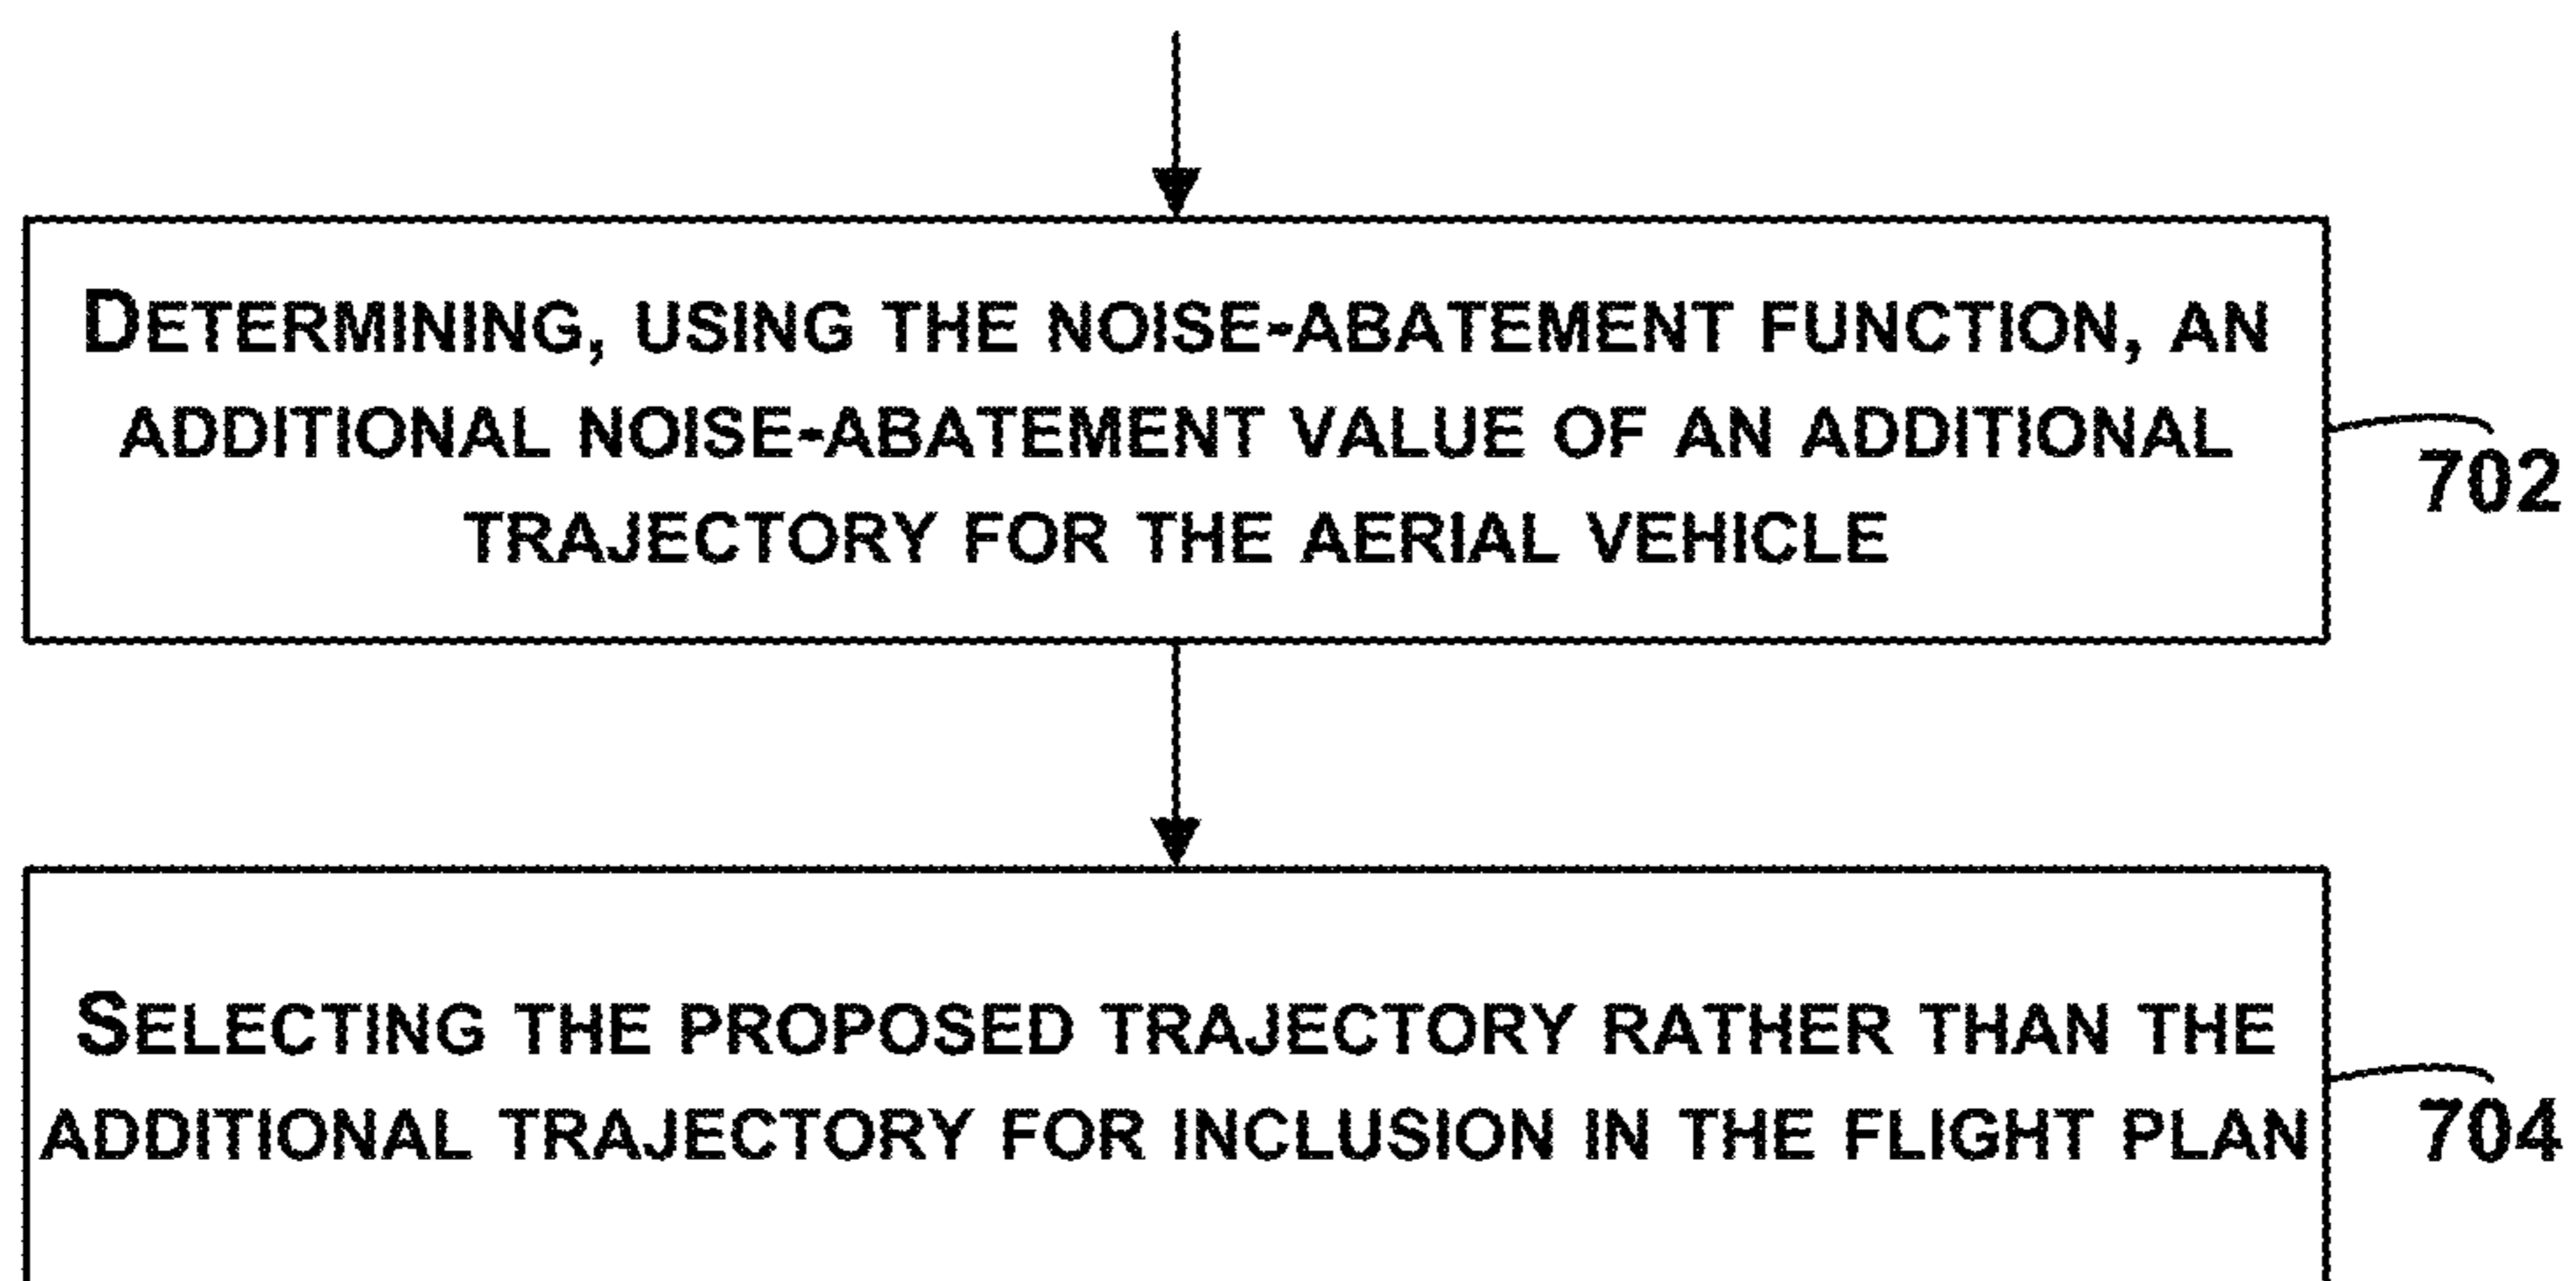 DETERMINING, USING THE NOISE-ABATEMENT FUNCTION, AN
ADDITIONAL NOISE-ABATEMENT VALUE OF AN ADDITIONAL
TRAJECTORY FOR THE AERIAL VEHICLE
702
SELECTING THE PROPOSED TRAJECTORY RATHER THAN THE
ADDITIONAL TRAJECTORY FOR INCLUSION IN THE FLIGHT PLAN
704